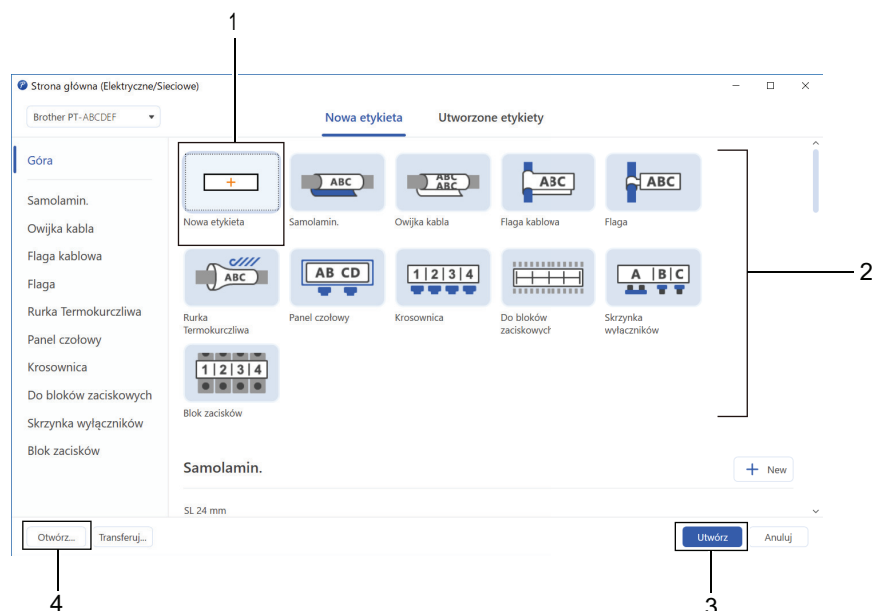 1
Strona główna (Elektryczne/Sieciowe)
Brother PT-ABCDEF
Nowa etykieta
Utworzone etykiety
Góra
Samolamin.
Owijka kabla
Flaga kablowa
Flaga
Rurka Termokurczliwa
Panel czołowy
Krosownica
Do bloków zaciskowych
Skrzynka wyłączników
Blok zacisków
ABC
ABC
ABC
ABC
ABC
Nowa etykieta
Samolamin.
Owijka kabla
Flaga kablowa
Flaga
2
ABC
AB CD
1 2 3 4
A B C
Rurka
Termokurczliwa
Panel czołowy
Krosownica
Do bloków
zaciskowych
Skrzynka
wyłączników
1 2 3 4
Blok zacisków
Samolamin.
+ New
SL 24 mm
Otwórz...
Transferuj...
Utwórz
Anuluj
4
3